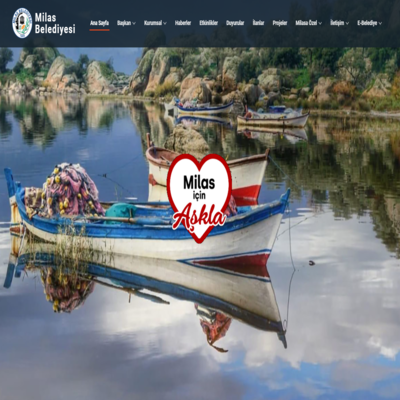 Milas
Belediyesi
Ana Sayfa Başkan Kurumsal Haberler Etkinlikler Duyurular İlanlar Projeler Milasa Özel İletişim E-Belediye
Milas
için
Aşkla